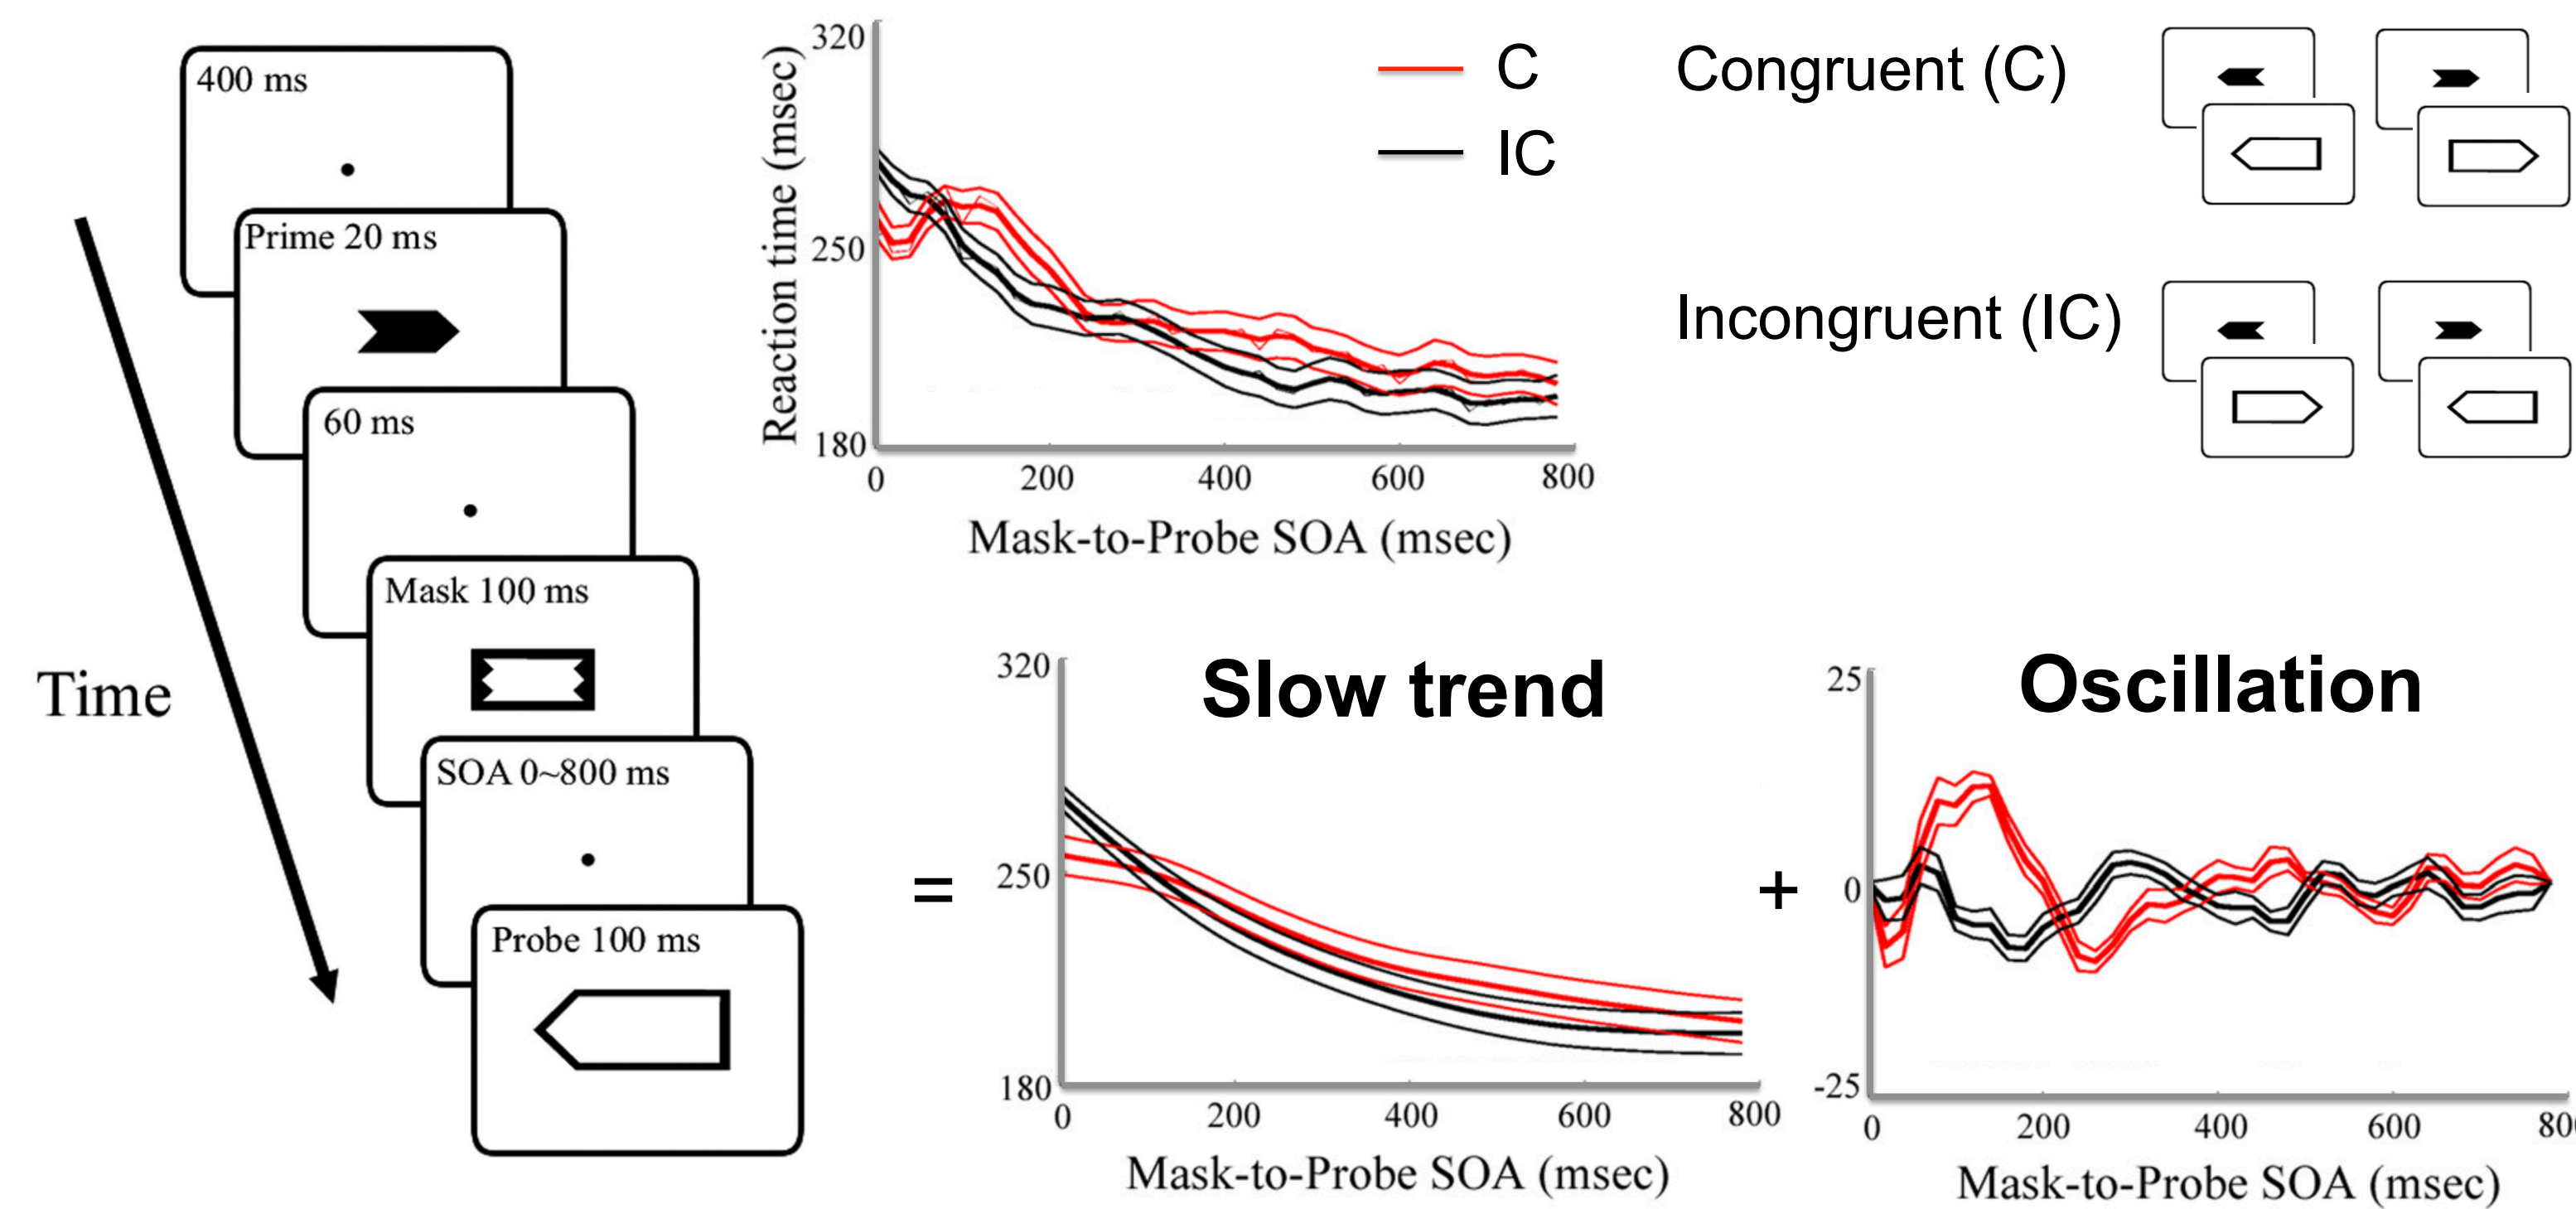 400 ms
Prime 20 ms
60 ms
Mask 100 ms
SOA 0~800 ms
Probe 100 ms
Time
Reaction time (msec)
320
250
180
0 200 400 600 800
Mask-to-Probe SOA (msec)
C
IC
Congruent (C)
Incongruent (IC)
=
Slow trend
320
250
180
0 200 400 600 800
Mask-to-Probe SOA (msec)
+
Oscillation
25
0
-25
0 200 400 600
Mask-to-Probe SOA (msec)